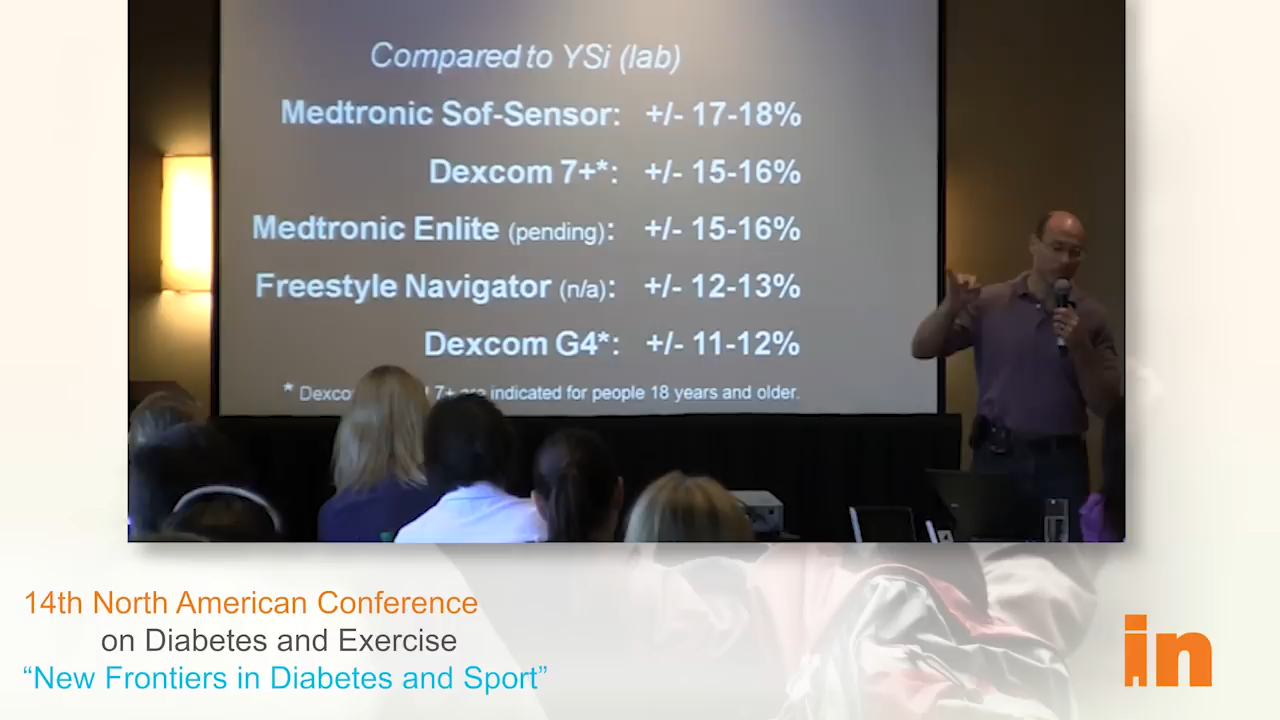 Compared to YSi (lab)
Medtronic Sof-Sensor: +/- 17-18%
Dexcom 7+*: +/- 15-16%
Medtronic Enlite (pending): +/- 15-16%
Freestyle Navigator (n/a): +/- 12-13%
Dexcom G4*: +/- 11-12%
* 7+ are indicated for people 18 years and older.
14th North American Conference
on Diabetes and Exercise
“New Frontiers in Diabetes and Sport”
in